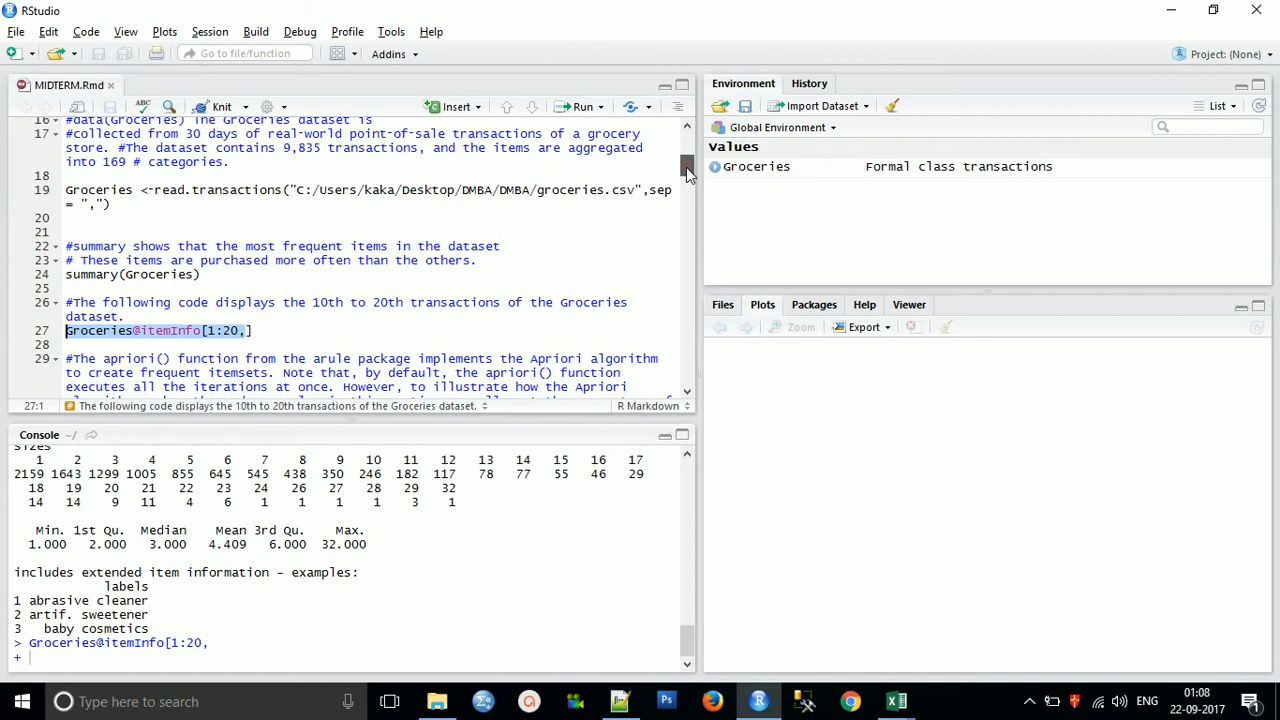 RStudio
File Edit Code View Plots Session Build Debug Profile Tools Help
Go to file/function Addins Project: (None)
MIDTERM.Rmd
ABC Knit Insert Run
16 #data(Groceries) The Groceries dataset is
17 #collected from 30 days of real-world point-of-sale transactions of a grocery
store. #The dataset contains 9,835 transactions, and the items are aggregated
into 169 # categories.
18
19 Groceries <-read.transactions("C:/Users/kaka/Desktop/DMBA/DMBA/groceries.csv",sep
= ",")
20
21
22 #summary shows that the most frequent items in the dataset
23 # These items are purchased more often than the others.
24 summary(Groceries)
25
26 #The following code displays the 10th to 20th transactions of the Groceries
dataset.
27 Groceries@itemInfo[1:20,]
28
29 #The apriori() function from the arule package implements the Apriori algorithm
to create frequent itemsets. Note that, by default, the apriori() function
executes all the iterations at once. However, to illustrate how the Apriori
27:1 # The following code displays the 10th to 20th transactions of the Groceries dataset. R Markdown
Console ~/
sizes
1 2 3 4 5 6 7 8 9 10 11 12 13 14 15 16 17
2159 1643 1299 1005 855 645 545 438 350 246 182 117 78 77 55 46 29
18 19 20 21 22 23 24 26 27 28 29 32
14 14 9 11 4 6 1 1 1 1 3 1
Min. 1st Qu. Median Mean 3rd Qu. Max.
1.000 2.000 3.000 4.409 6.000 32.000
includes extended item information - examples:
labels
1 abrasive cleaner
2 artif. sweetener
3 baby cosmetics
> Groceries@itemInfo[1:20,
+
Environment History
Import Dataset List
Global Environment
Values
Groceries Formal class transactions
Files Plots Packages Help Viewer
Zoom Export
Type here to search
Ps R ENG 01:08
22-09-2017 1